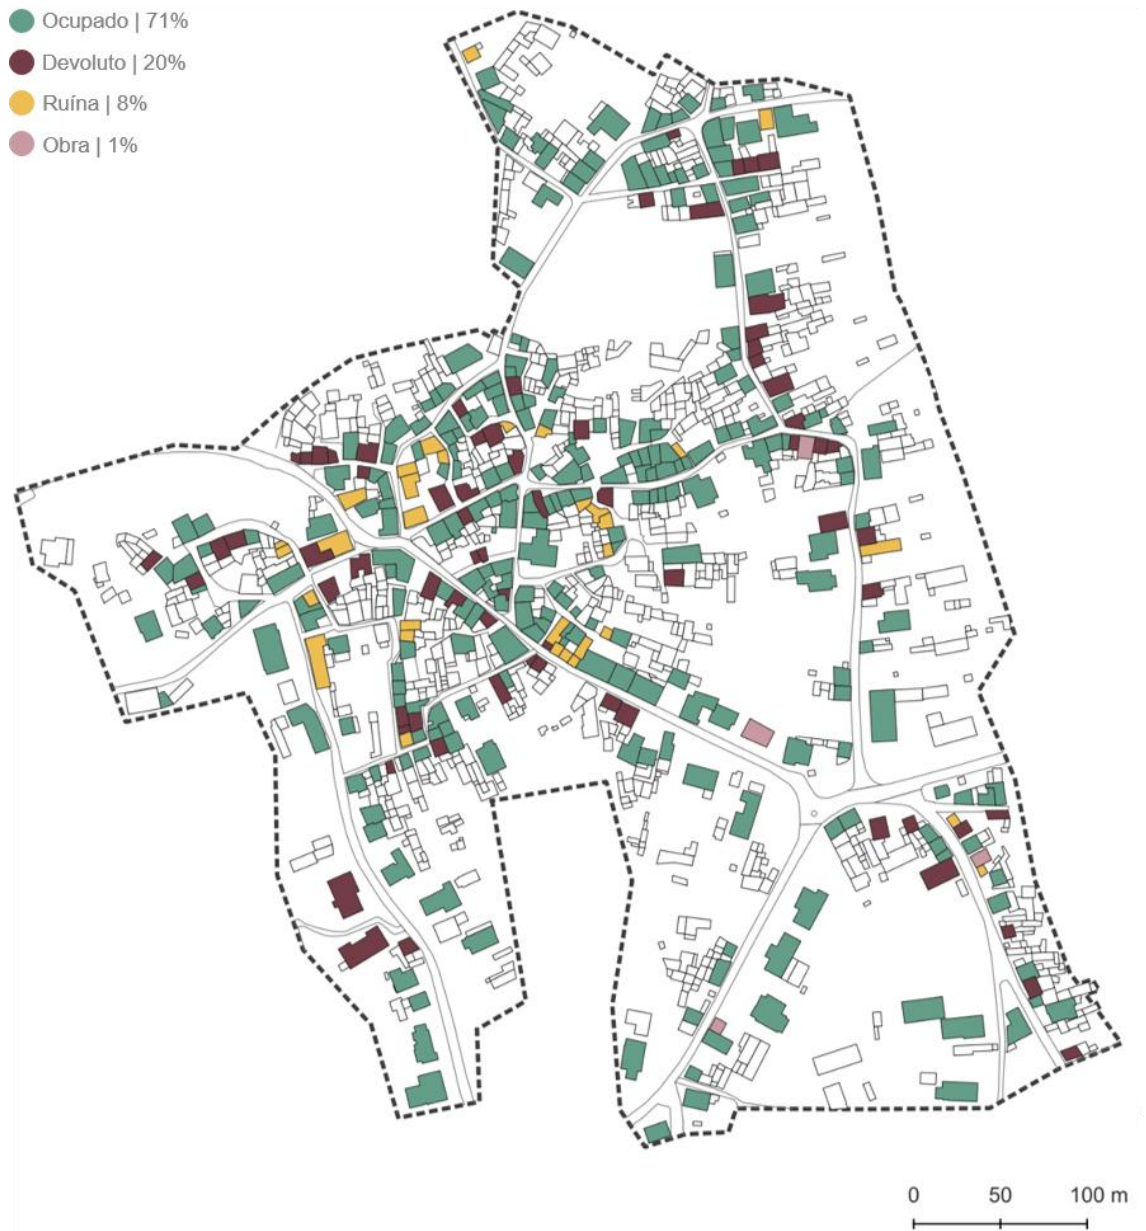 Ocupado | 71%
Devoluto | 20%
Ruína | 8%
Obra | 1%
0 50 100 m